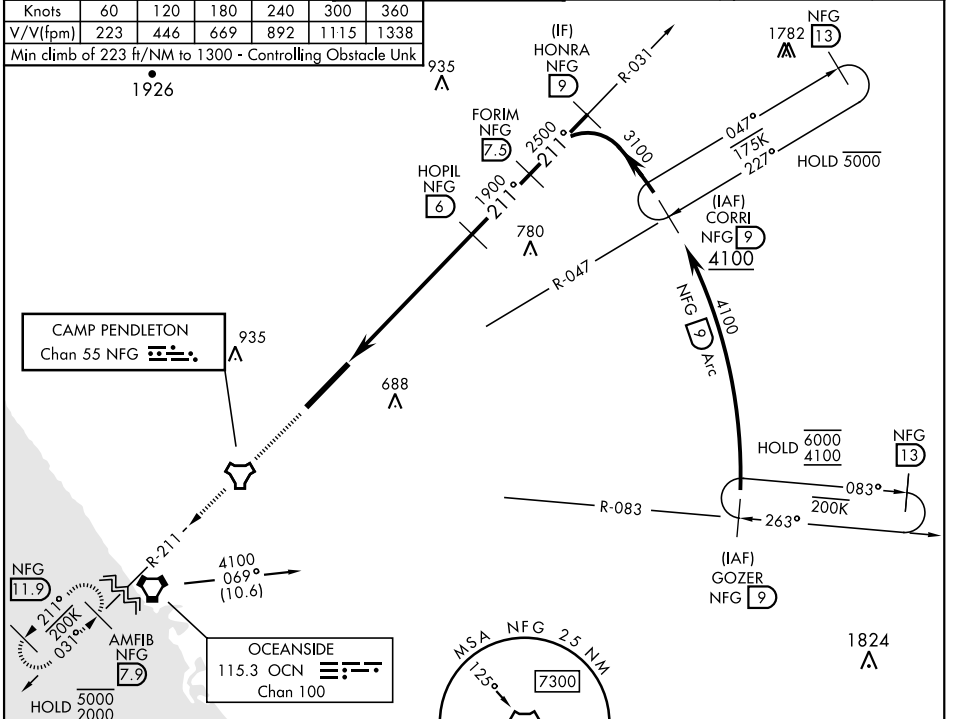 Knots 60 120 180 240 300 360
V/V(fpm) 223 446 669 892 1115 1338
Min climb of 223 ft/NM to 1300 - Controlling Obstacle Unk
1926
935
(IF)
HONRA
NFG
9
R-031
1782
NFG
13
FORIM
NFG
7.5
2500
211°
3100
047°
175K
227°
HOLD 5000
HOPIL
NFG
6
1900
211°
780
(IAF)
CORRI
NFG 9
4100
R-047
NFG 9 Arc
4100
CAMP PENDLETON
Chan 55 NFG
935
688
HOLD 6000
4100
NFG
13
083°
200K
263°
R-083
(IAF)
GOZER
NFG 9
R-211
4100
069°
(10.6)
NFG
11.9
211°
200K
031°
AMFIB
NFG
7.9
HOLD 5000
2000
OCEANSIDE
115.3 OCN
Chan 100
MSA NFG 25 NM
125°
7300
1824